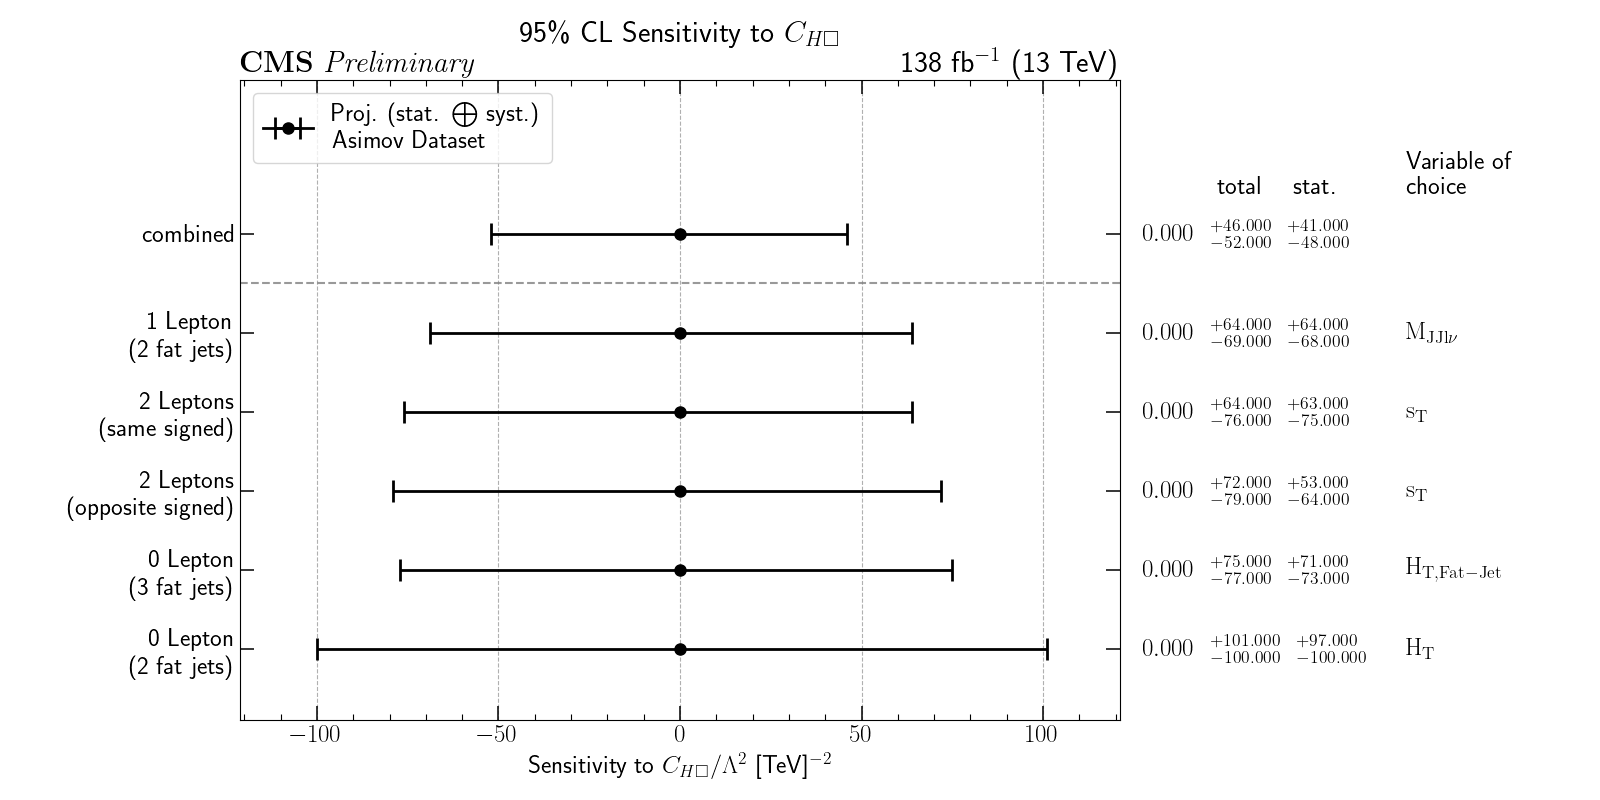 95% CL Sensitivity to C_{H□}
CMS Preliminary 138 fb⁻¹ (13 TeV)
Proj. (stat. ⨁ syst.)
Asimov Dataset
Variable of
total stat. choice
combined 0.000 +46.000 −52.000 +41.000 −48.000
1 Lepton
(2 fat jets) 0.000 +64.000 −69.000 +64.000 −68.000 M_{JJlν}
2 Leptons
(same signed) 0.000 +64.000 −76.000 +63.000 −75.000 s_T
2 Leptons
(opposite signed) 0.000 +72.000 −79.000 +53.000 −64.000 s_T
0 Lepton
(3 fat jets) 0.000 +75.000 −77.000 +71.000 −73.000 H_{T,Fat−Jet}
0 Lepton
(2 fat jets) 0.000 +101.000 −100.000 +97.000 −100.000 H_T
−100 −50 0 50 100
Sensitivity to C_{H□}/Λ² [TeV]⁻²